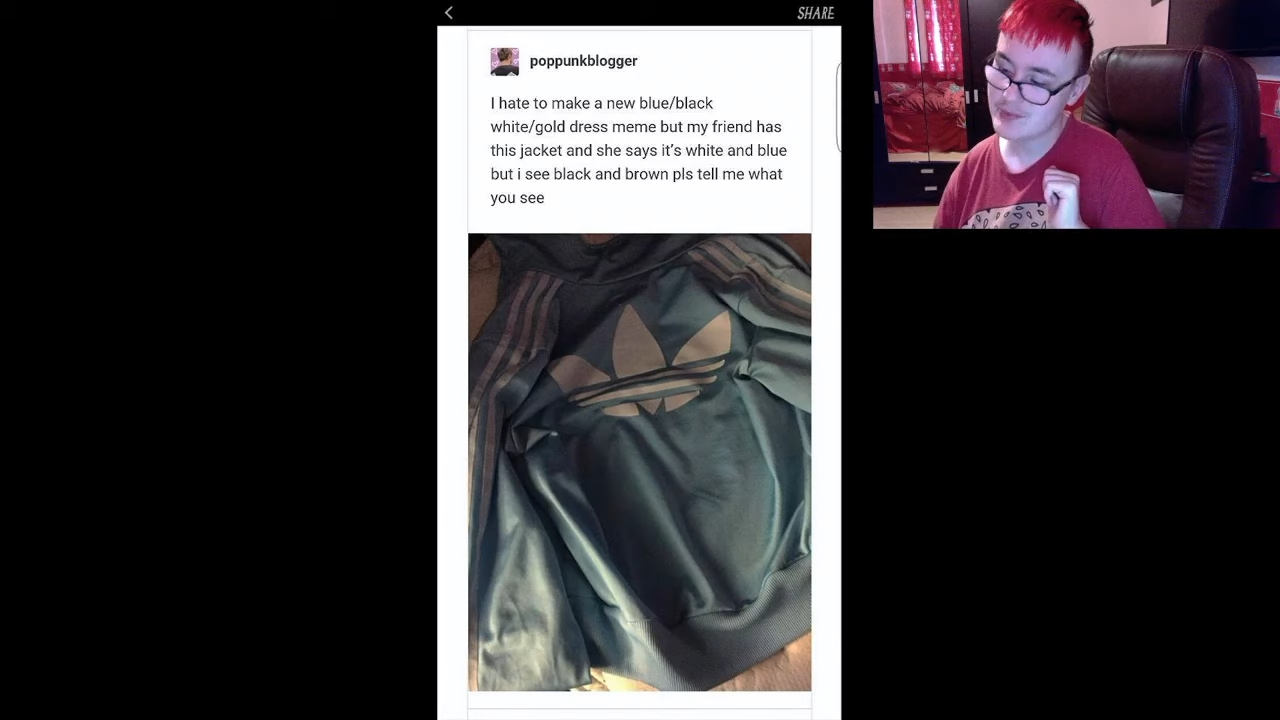 SHARE
poppunkblogger
I hate to make a new blue/black
white/gold dress meme but my friend has
this jacket and she says it’s white and blue
but i see black and brown pls tell me what
you see